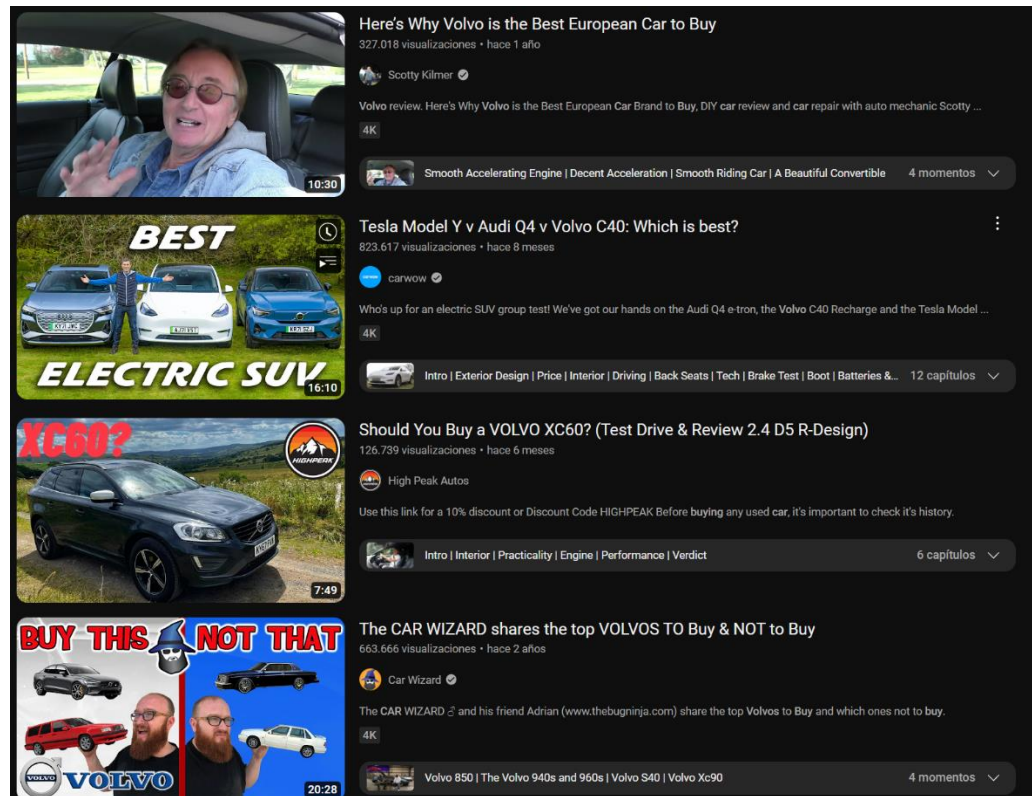 Here's Why Volvo is the Best European Car to Buy
327.018 visualizaciones • hace 1 año
Scotty Kilmer
Volvo review. Here's Why Volvo is the Best European Car Brand to Buy, DIY car review and car repair with auto mechanic Scotty ...
4K
10:30
Smooth Accelerating Engine | Decent Acceleration | Smooth Riding Car | A Beautiful Convertible
4 momentos
BEST
ELECTRIC SUV
16:10
Tesla Model Y v Audi Q4 v Volvo C40: Which is best?
823.617 visualizaciones • hace 8 meses
carwow
Who's up for an electric SUV group test! We've got our hands on the Audi Q4 e-tron, the Volvo C40 Recharge and the Tesla Model ...
4K
Intro | Exterior Design | Price | Interior | Driving | Back Seats | Tech | Brake Test | Boot | Batteries &...
12 capítulos
XC60?
HIGHPEAK
7:49
Should You Buy a VOLVO XC60? (Test Drive & Review 2.4 D5 R-Design)
126.739 visualizaciones • hace 6 meses
High Peak Autos
Use this link for a 10% discount or Discount Code HIGHPEAK Before buying any used car, it's important to check it's history.
Intro | Interior | Practicality | Engine | Performance | Verdict
6 capítulos
BUY THIS NOT THAT
VOLVO
VOLVO
20:28
The CAR WIZARD shares the top VOLVOS TO Buy & NOT to Buy
663.666 visualizaciones • hace 2 años
Car Wizard
The CAR WIZARD and his friend Adrian (www.thebugninja.com) share the top Volvos to Buy and which ones not to buy.
4K
Volvo 850 | The Volvo 940s and 960s | Volvo S40 | Volvo Xc90
4 momentos